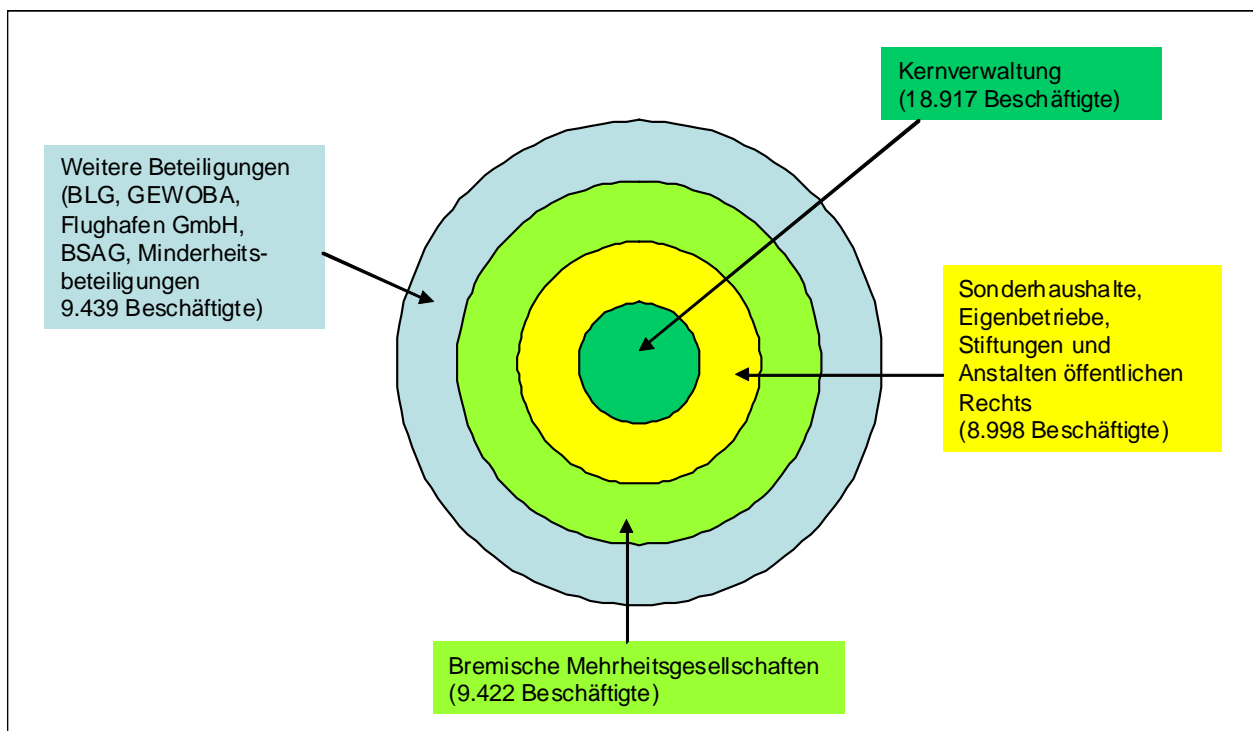 Kernverwaltung
(18.917 Beschäftigte)
Weitere Beteiligungen
(BLG, GEWOBA,
Flughafen GmbH,
BSAG, Minderheits-
beteiligungen
9.439 Beschäftigte)
Sonderhaushalte,
Eigenbetriebe,
Stiftungen und
Anstalten öffentlichen
Rechts
(8.998 Beschäftigte)
Bremische Mehrheitsgesellschaften
(9.422 Beschäftigte)